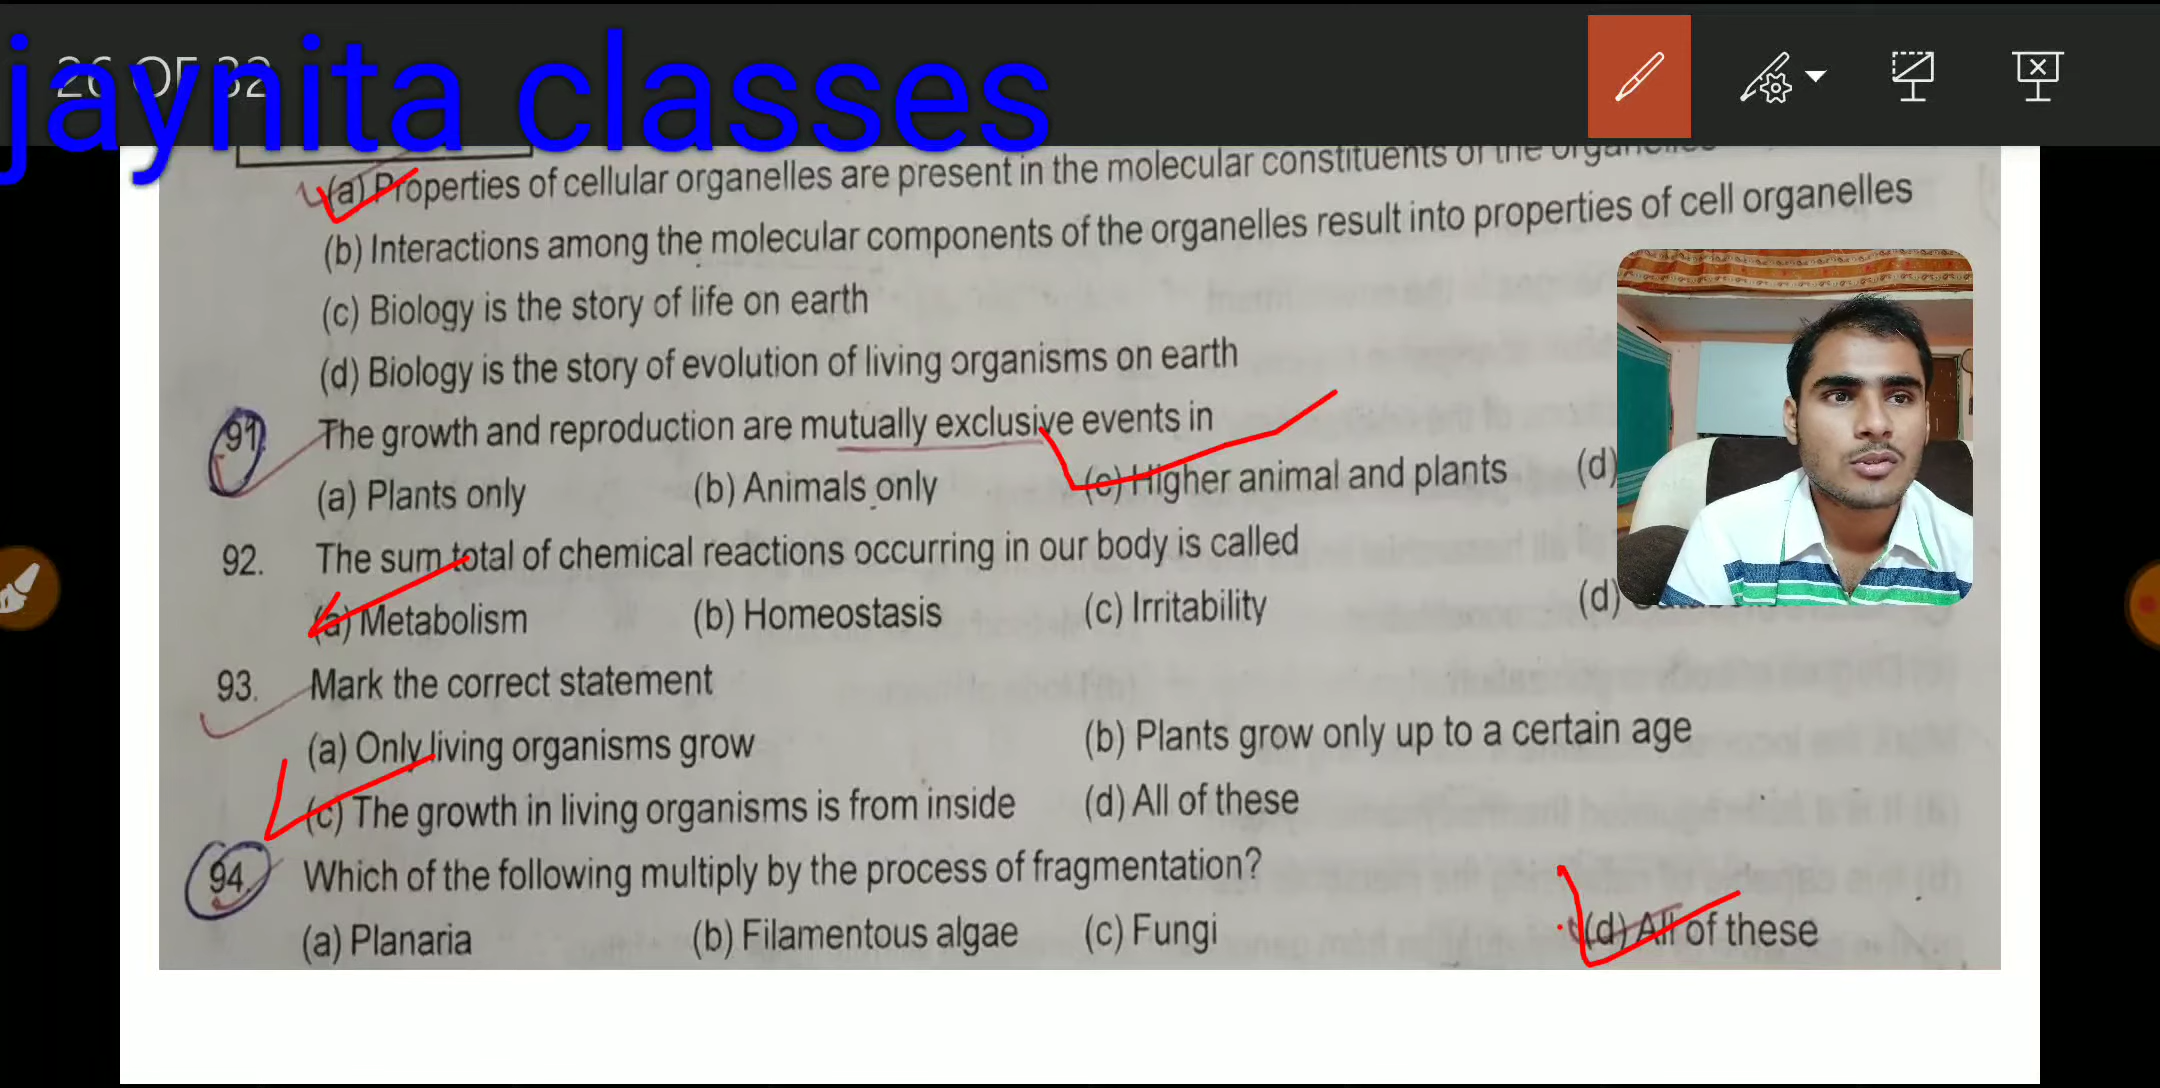 26 OF 32
jaynita classes
(a) Properties of cellular organelles are present in the molecular constituents of the organelles
(b) Interactions among the molecular components of the organelles result into properties of cell organelles
(c) Biology is the story of life on earth
(d) Biology is the story of evolution of living organisms on earth
91. The growth and reproduction are mutually exclusive events in
(a) Plants only (b) Animals only (c) Higher animal and plants (d)
92. The sum total of chemical reactions occurring in our body is called
(a) Metabolism (b) Homeostasis (c) Irritability (d)
93. Mark the correct statement
(a) Only living organisms grow (b) Plants grow only up to a certain age
(c) The growth in living organisms is from inside (d) All of these
94. Which of the following multiply by the process of fragmentation?
(a) Planaria (b) Filamentous algae (c) Fungi (d) All of these